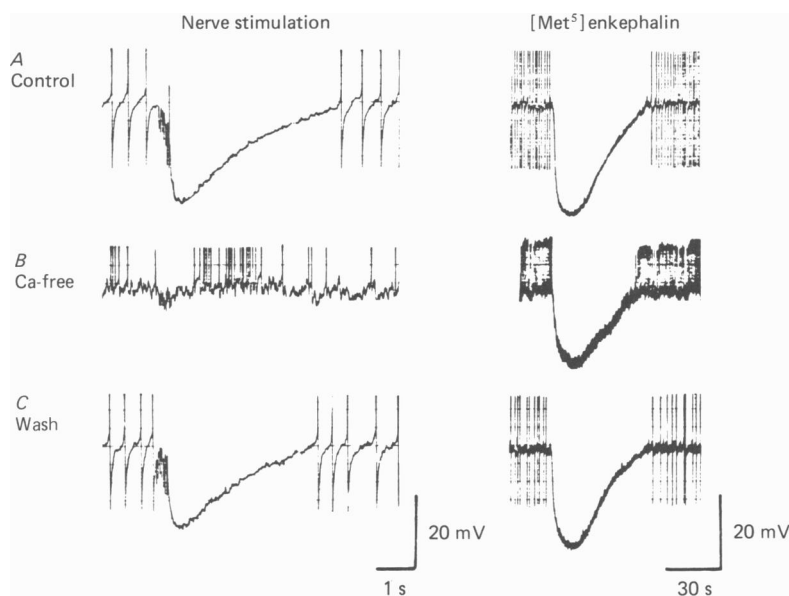 Nerve stimulation
[Met⁵] enkephalin
A
Control
B
Ca-free
C
Wash
20 mV
1 s
20 mV
30 s